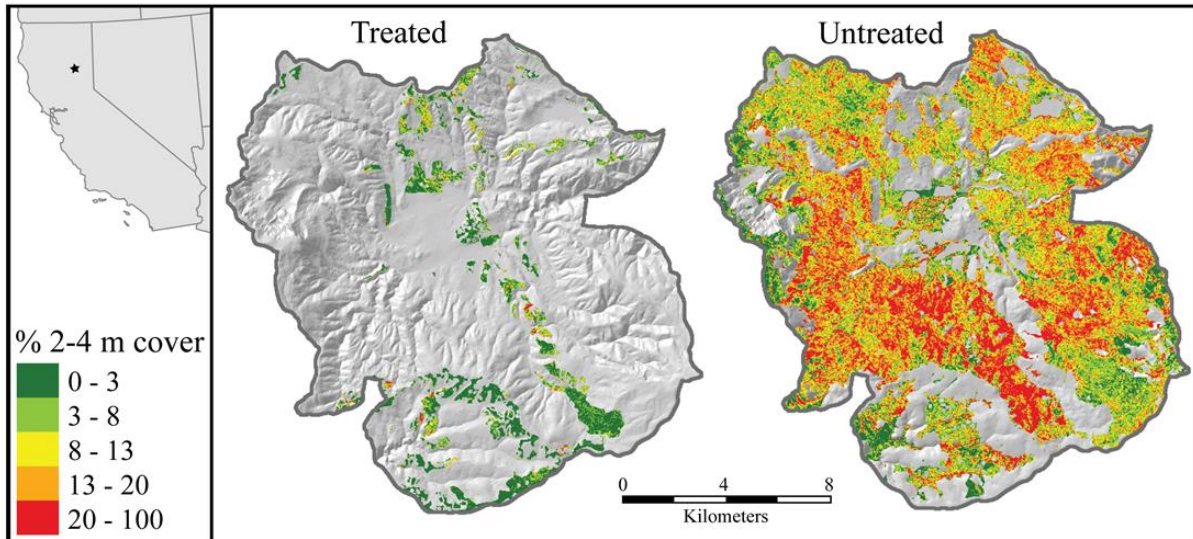 Treated
Untreated
% 2-4 m cover
0 - 3
3 - 8
8 - 13
13 - 20
20 - 100
0 4 8
Kilometers